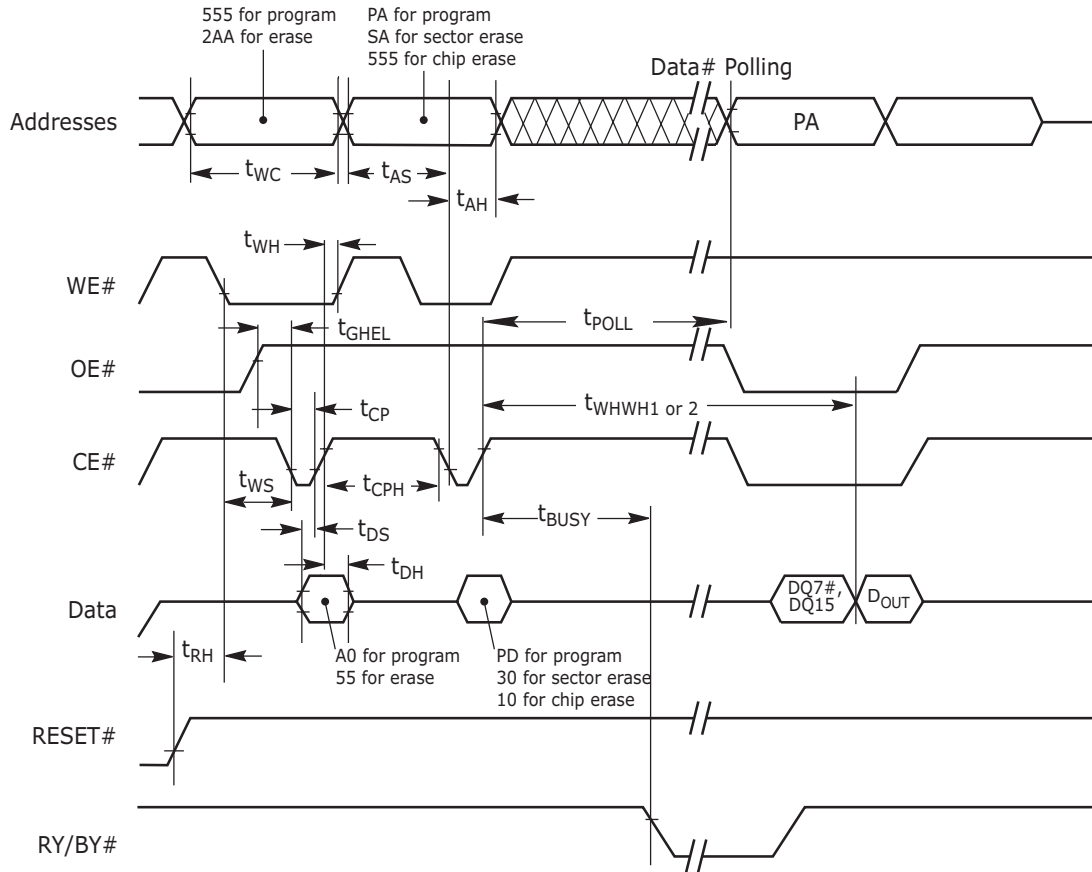 555 for program
2AA for erase
PA for program
SA for sector erase
555 for chip erase
Data# Polling
Addresses
PA
tWC
tAS
tAH
tWH
WE#
tGHEL
tPOLL
OE#
tCP
tWHWH1 or 2
CE#
tWS
tCPH
tDS
tBUSY
tDH
Data
DQ7#,
DQ15
DOUT
tRH
A0 for program
55 for erase
PD for program
30 for sector erase
10 for chip erase
RESET#
RY/BY#